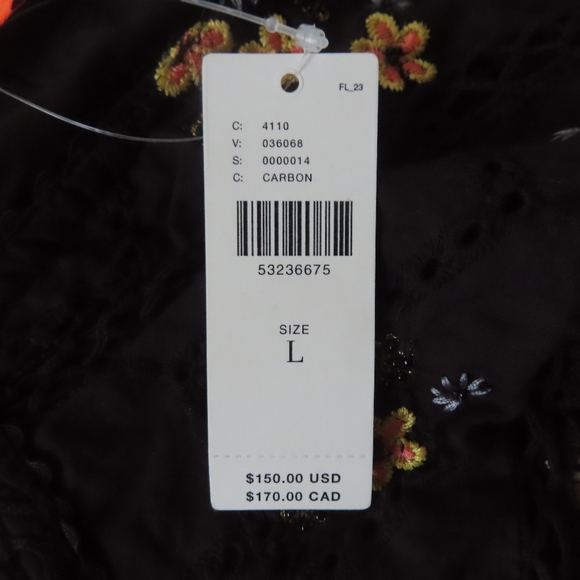 FL_23
C: 4110
V: 036068
S: 0000014
C: CARBON
53236675
SIZE
L
$150.00 USD
$170.00 CAD